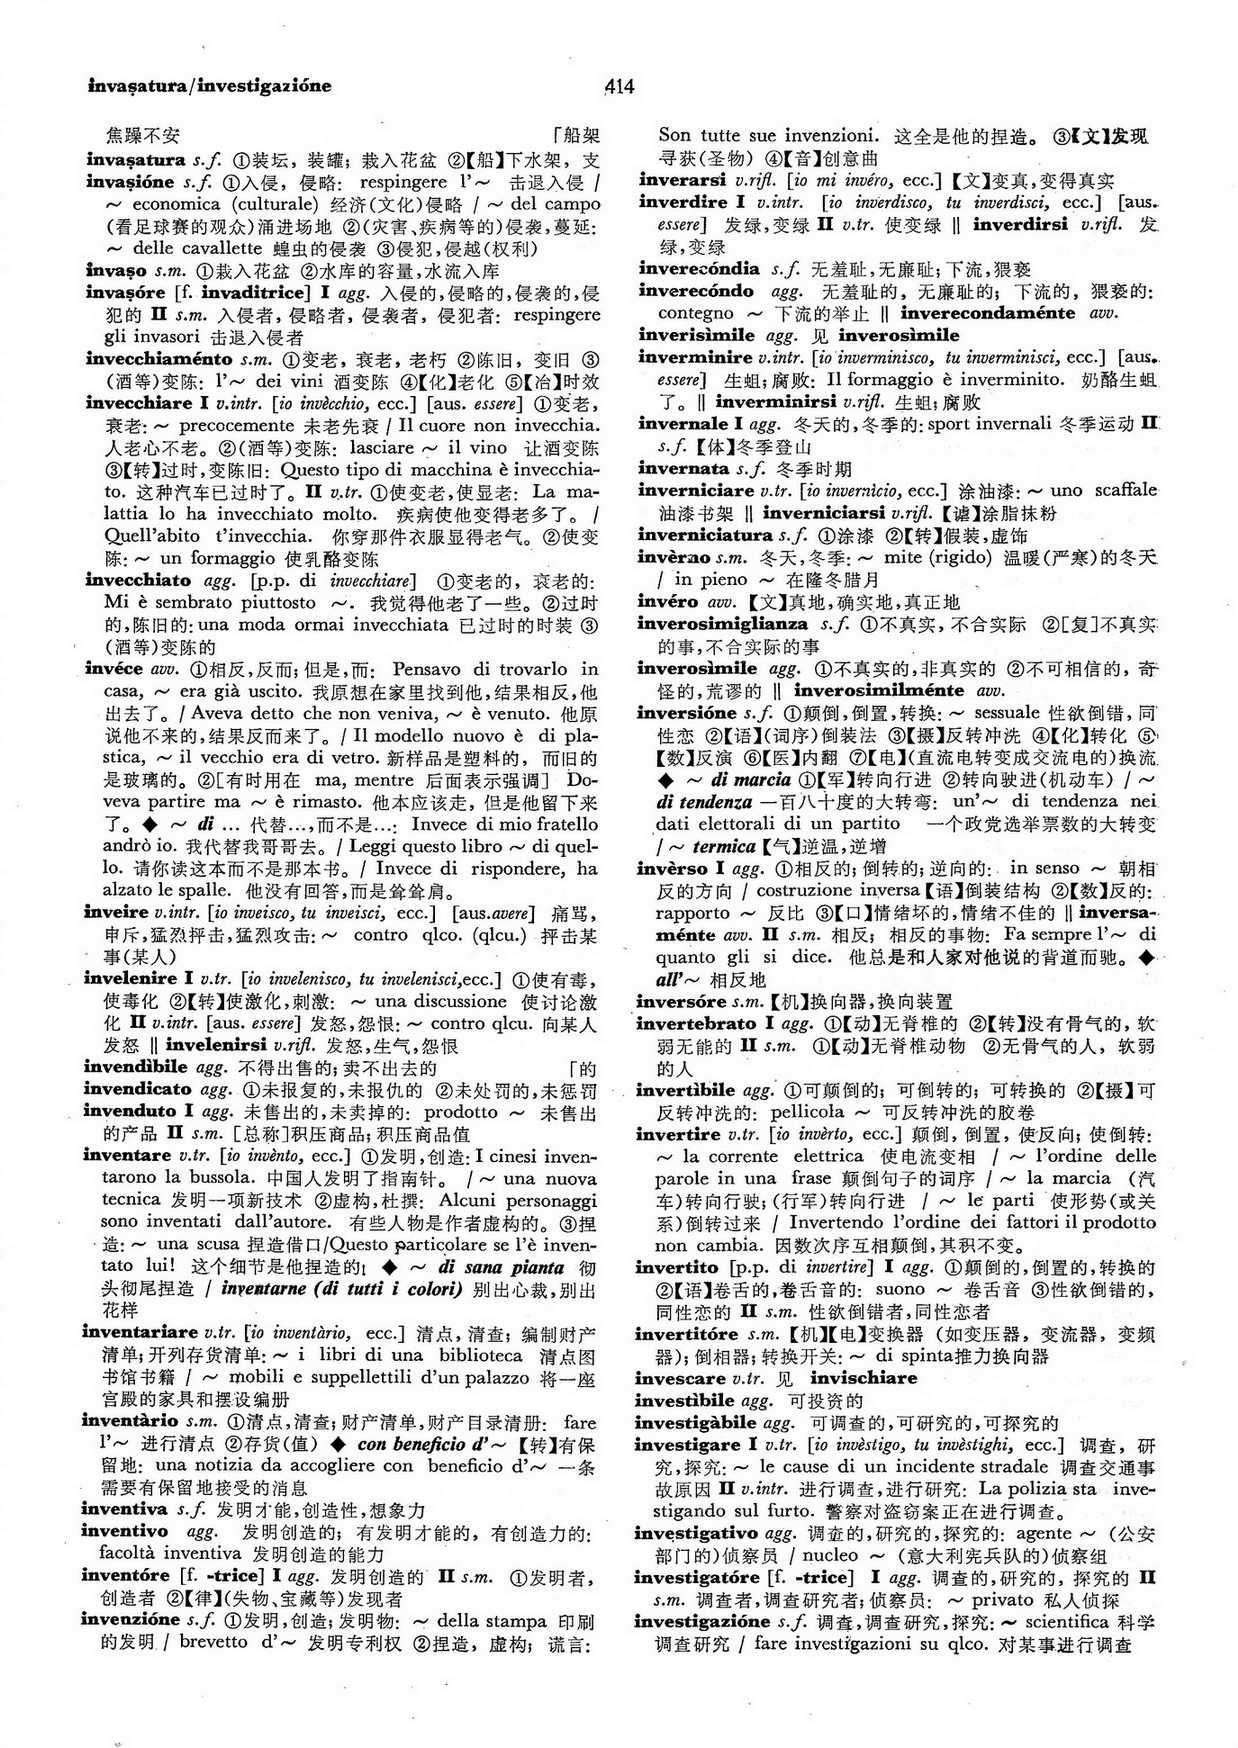 invaṣatura/investigazióne
414
焦躁不安 「船架
invaṣatura s.f. ①装坛，装罐；栽入花盆 ②【船】下水架，支
invaṣióne s.f. ①入侵，侵略： respingere l'～ 击退入侵 /
～ economica (culturale) 经济(文化)侵略 / ～ del campo
(看足球赛的观众)涌进场地 ②(灾害、疾病等的)侵袭，蔓延：
～ delle cavallette 蝗虫的侵袭 ③侵犯，侵越(权利)
invaṣo s.m. ①栽入花盆 ②水库的容量，水流入库
invaṣóre [f. invaditrice] I agg. 入侵的，侵略的，侵袭的，侵
犯的 II s.m. 入侵者，侵略者，侵袭者，侵犯者： respingere
gli invasori 击退入侵者
invecchiaménto s.m. ①变老，衰老，老朽 ②陈旧，变旧 ③
(酒等)变陈： l'～ dei vini 酒变陈 ④【化】老化 ⑤【冶】时效
invecchiare I v.intr. [io invècchio, ecc.] [aus. essere] ①变老，
衰老：～ precocemente 未老先衰 / Il cuore non invecchia.
人老心不老。②(酒等)变陈： lasciare ～ il vino 让酒变陈
③【转】过时，变陈旧： Questo tipo di macchina è invecchia-
to. 这种汽车已过时了。II v.tr. ①使变老，使显老： La ma-
lattia lo ha invecchiato molto. 疾病使他变得老多了。 /
Quell'abito t'invecchia. 你穿那件衣服显得老气。②使变
陈：～ un formaggio 使乳酪变陈
invecchiato agg. [p.p. di invecchiare] ①变老的，衰老的：
Mi è sembrato piuttosto ～. 我觉得他老了一些。②过时
的，陈旧的：una moda ormai invecchiata 已过时的时装 ③
(酒等)变陈的
invéce avv. ①相反，反而；但是，而： Pensavo di trovarlo in
casa, ～ era già uscito. 我原想在家里找到他，结果相反，他
出去了。/ Aveva detto che non veniva, ～ è venuto. 他原
说他不来的，结果反而来了。/ Il modello nuovo è di pla-
stica, ～ il vecchio era di vetro. 新样品是塑料的， 而旧的
是玻璃的。②[有时用在 ma, mentre 后面表示强调] Do-
veva partire ma ～ è rimasto. 他本应该走，但是他留下来
了。◆ ～ di ... 代替…，而不是…： Invece di mio fratello
andrò io. 我代替我哥哥去。/ Leggi questo libro ～ di quel-
lo. 请你读这本而不是那本书。/ Invece di rispondere, ha
alzato le spalle. 他没有回答，而是耸耸肩。
inveire v.intr. [io inveisco, tu inveisci, ecc.] [aus.avere] 痛骂，
申斥，猛烈抨击，猛烈攻击：～ contro qlco. (qlcu.) 抨击某
事(某人)
invelenire I v.tr. [io invelenisco, tu invelenisci,ecc.] ①使有毒，
使毒化 ②【转】使激化，刺激： ～ una discussione 使讨论激
化 II v.intr. [aus. essere] 发怒，怨恨：～ contro qlcu. 向某人
发怒 ‖ invelenirsi v.rifl. 发怒，生气，怨恨
invendìbile agg. 不得出售的；卖不出去的 「的
invendicato agg. ①未报复的，未报仇的 ②未处罚的，未惩罚
invenduto I agg. 未售出的，未卖掉的： prodotto ～ 未售出
的产品 II s.m. [总称]积压商品；积压商品值
inventare v.tr. [io invènto, ecc.] ①发明，创造：I cinesi inven-
tarono la bussola. 中国人发明了指南针。 /～ una nuova
tecnica 发明一项新技术 ②虚构，杜撰： Alcuni personaggi
sono inventati dall'autore. 有些人物是作者虚构的。③捏
造：～ una scusa 捏造借口/Questo particolare se l'è inven-
tato lui! 这个细节是他捏造的！ ◆ ～ di sana pianta 彻
头彻尾捏造 / inventarne (di tutti i colori) 别出心裁，别出
花样
inventariare v.tr. [io inventàrio, ecc.] 清点，清查；编制财产
清单；开列存货清单：～ i libri di una biblioteca 清点图
书馆书籍 / ～ mobili e suppellettili d'un palazzo 将一座
宫殿的家具和摆设编册
inventàrio s.m. ①清点，清查；财产清单，财产目录清册： fare
l'～ 进行清点 ②存货(值) ◆ con beneficio d'～ 【转】有保
留地： una notizia da accogliere con beneficio d'～ 一条
需要有保留地接受的消息
inventiva s.f. 发明才能，创造性，想象力
inventivo agg. 发明创造的；有发明才能的，有创造力的：
facoltà inventiva 发明创造的能力
inventóre [f. -trice] I agg. 发明创造的 II s.m. ①发明者，
创造者 ②【律】(失物、宝藏等)发现者
invenzióne s.f. ①发明，创造；发明物： ～ della stampa 印刷
的发明 / brevetto d'～ 发明专利权 ②捏造，虚构；谎言：
Son tutte sue invenzioni. 这全是他的捏造。 ③【文】发现
寻获(圣物) ④【音】创意曲
inverarsi v.rifl. [io mi invéro, ecc.] 【文】变真，变得真实
inverdire I v.intr. [io inverdisco, tu inverdisci, ecc.] [aus.
essere] 发绿，变绿 II v.tr. 使变绿 ‖ inverdirsi v.rifl. 发
绿，变绿
inverecóndia s.f. 无羞耻，无廉耻；下流，猥亵
inverecóndo agg. 无羞耻的，无廉耻的；下流的，猥亵的：
contegno ～ 下流的举止 ‖ inverecondaménte avv.
inverisìmile agg. 见 inverosìmile
inverminire v.intr. [io inverminisco, tu inverminisci, ecc.] [aus.
essere] 生蛆；腐败： Il formaggio è inverminito. 奶酪生蛆
了。‖ inverminirsi v.rifl. 生蛆；腐败
invernale I agg. 冬天的，冬季的：sport invernali 冬季运动 II
s.f. 【体】冬季登山
invernata s.f. 冬季时期
inverniciare v.tr. [io invernìcio, ecc.] 涂油漆：～ uno scaffale
油漆书架 ‖ inverniciarsi v.rifl. 【谑】涂脂抹粉
inverniciatura s.f. ①涂漆 ②【转】假装，虚饰
invèrno s.m. 冬天，冬季：～ mite (rigido) 温暖(严寒)的冬天
/ in pieno ～ 在隆冬腊月
invéro avv. 【文】真地，确实地，真正地
inverosimiglianza s.f. ①不真实，不合实际 ②[复]不真实
的事，不合实际的事
inverosìmile agg. ①不真实的，非真实的 ②不可相信的，奇
怪的，荒谬的 ‖ inverosimilménte avv.
inversióne s.f. ①颠倒，倒置，转换：～ sessuale 性欲倒错，同
性恋 ②【语】(词序)倒装法 ③【摄】反转冲洗 ④【化】转化 ⑤
【数】反演 ⑥【医】内翻 ⑦【电】(直流电转变成交流电的)换流
◆ ～ di marcia ①【军】转向行进 ②转向驶进(机动车) / ～
di tendenza 一百八十度的大转弯： un'～ di tendenza nei
dati elettorali di un partito 一个政党选举票数的大转变
/～ termica【气】逆温，逆增
invèrso I agg. ①相反的；倒转的；逆向的： in senso ～ 朝相
反的方向 / costruzione inversa【语】倒装结构 ②【数】反的：
rapporto ～ 反比 ③【口】情绪坏的，情绪不佳的 ‖ inversa-
ménte avv. II s.m. 相反；相反的事物： Fa sempre l'～ di
quanto gli si dice. 他总是和人家对他说的背道而驰。◆
all'～ 相反地
inversóre s.m.【机】换向器，换向装置
invertebrato I agg. ①【动】无脊椎的 ②【转】没有骨气的，软
弱无能的 II s.m. ①【动】无脊椎动物 ②无骨气的人，软弱
的人
invertìbile agg. ①可颠倒的；可倒转的；可转换的 ②【摄】可
反转冲洗的： pellicola ～ 可反转冲洗的胶卷
invertire v.tr. [io invèrto, ecc.] 颠倒，倒置，使反向；使倒转：
～ la corrente elettrica 使电流变相 / ～ l'ordine delle
parole in una frase 颠倒句子的词序 / ～ la marcia (汽
车)转向行驶；(行军)转向行进 / ～ le parti 使形势(或关
系)倒转过来 / Invertendo l'ordine dei fattori il prodotto
non cambia. 因数次序互相颠倒，其积不变。
invertito [p.p. di invertire] I agg. ①颠倒的，倒置的，转换的
②【语】卷舌的，卷舌音的： suono ～ 卷舌音 ③性欲倒错的，
同性恋的 II s.m. 性欲倒错者，同性恋者
invertitóre s.m. 【机】【电】变换器 (如变压器，变流器，变频
器)；倒相器；转换开关：～ di spinta推力换向器
invescare v.tr. 见 invischiare
investìbile agg. 可投资的
investigàbile agg. 可调查的，可研究的，可探究的
investigare I v.tr. [io invèstigo, tu invèstighi, ecc.] 调查，研
究，探究：～ le cause di un incidente stradale 调查交通事
故原因 II v.intr. 进行调查，进行研究： La polizia sta inve-
stigando sul furto. 警察对盗窃案正在进行调查。
investigativo agg. 调查的，研究的，探究的： agente ～ (公安
部门的)侦察员 / nucleo ～ (意大利宪兵队的)侦察组
investigatóre [f. -trice] I agg. 调查的，研究的，探究的 II
s.m. 调查者，调查研究者；侦察员： ～ privato 私人侦探
investigazióne s.f. 调查，调查研究，探究：～ scientifica 科学
调查研究 / fare investigazioni su qlco. 对某事进行调查